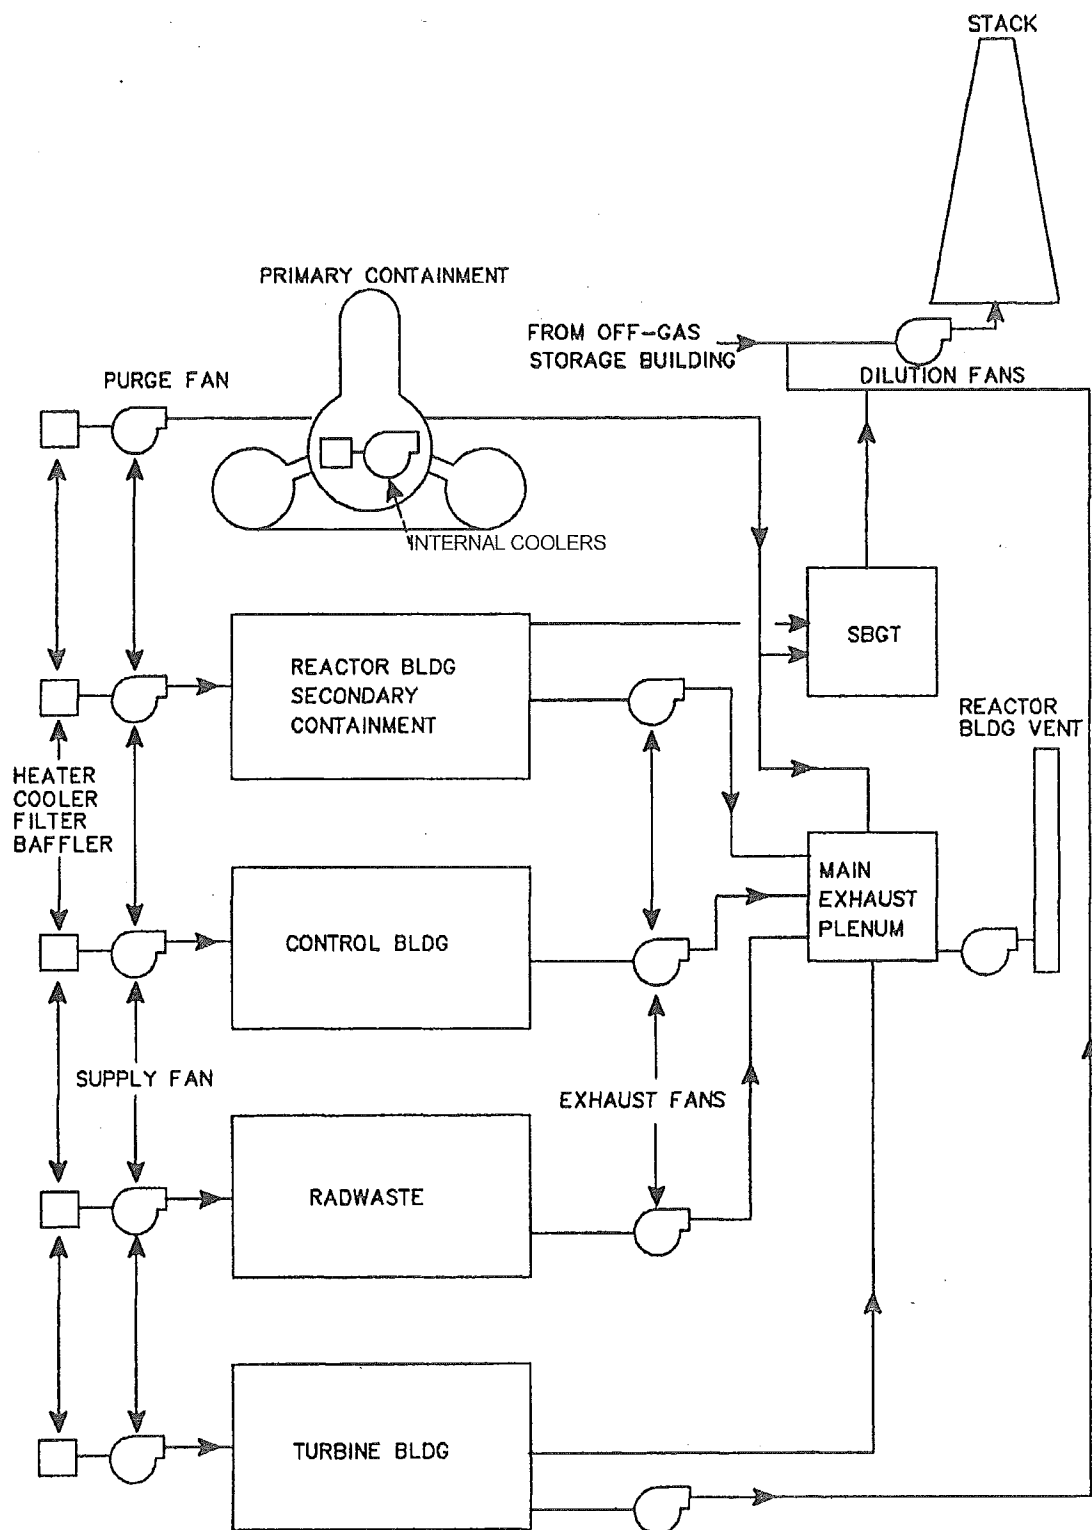 STACK
PRIMARY CONTAINMENT
FROM OFF-GAS
STORAGE BUILDING
PURGE FAN
DILUTION FANS
INTERNAL COOLERS
SBGT
REACTOR BLDG
SECONDARY
CONTAINMENT
REACTOR
BLDG VENT
HEATER
COOLER
FILTER
BAFFLER
MAIN
EXHAUST
PLENUM
CONTROL BLDG
SUPPLY FAN
EXHAUST FANS
RADWASTE
TURBINE BLDG